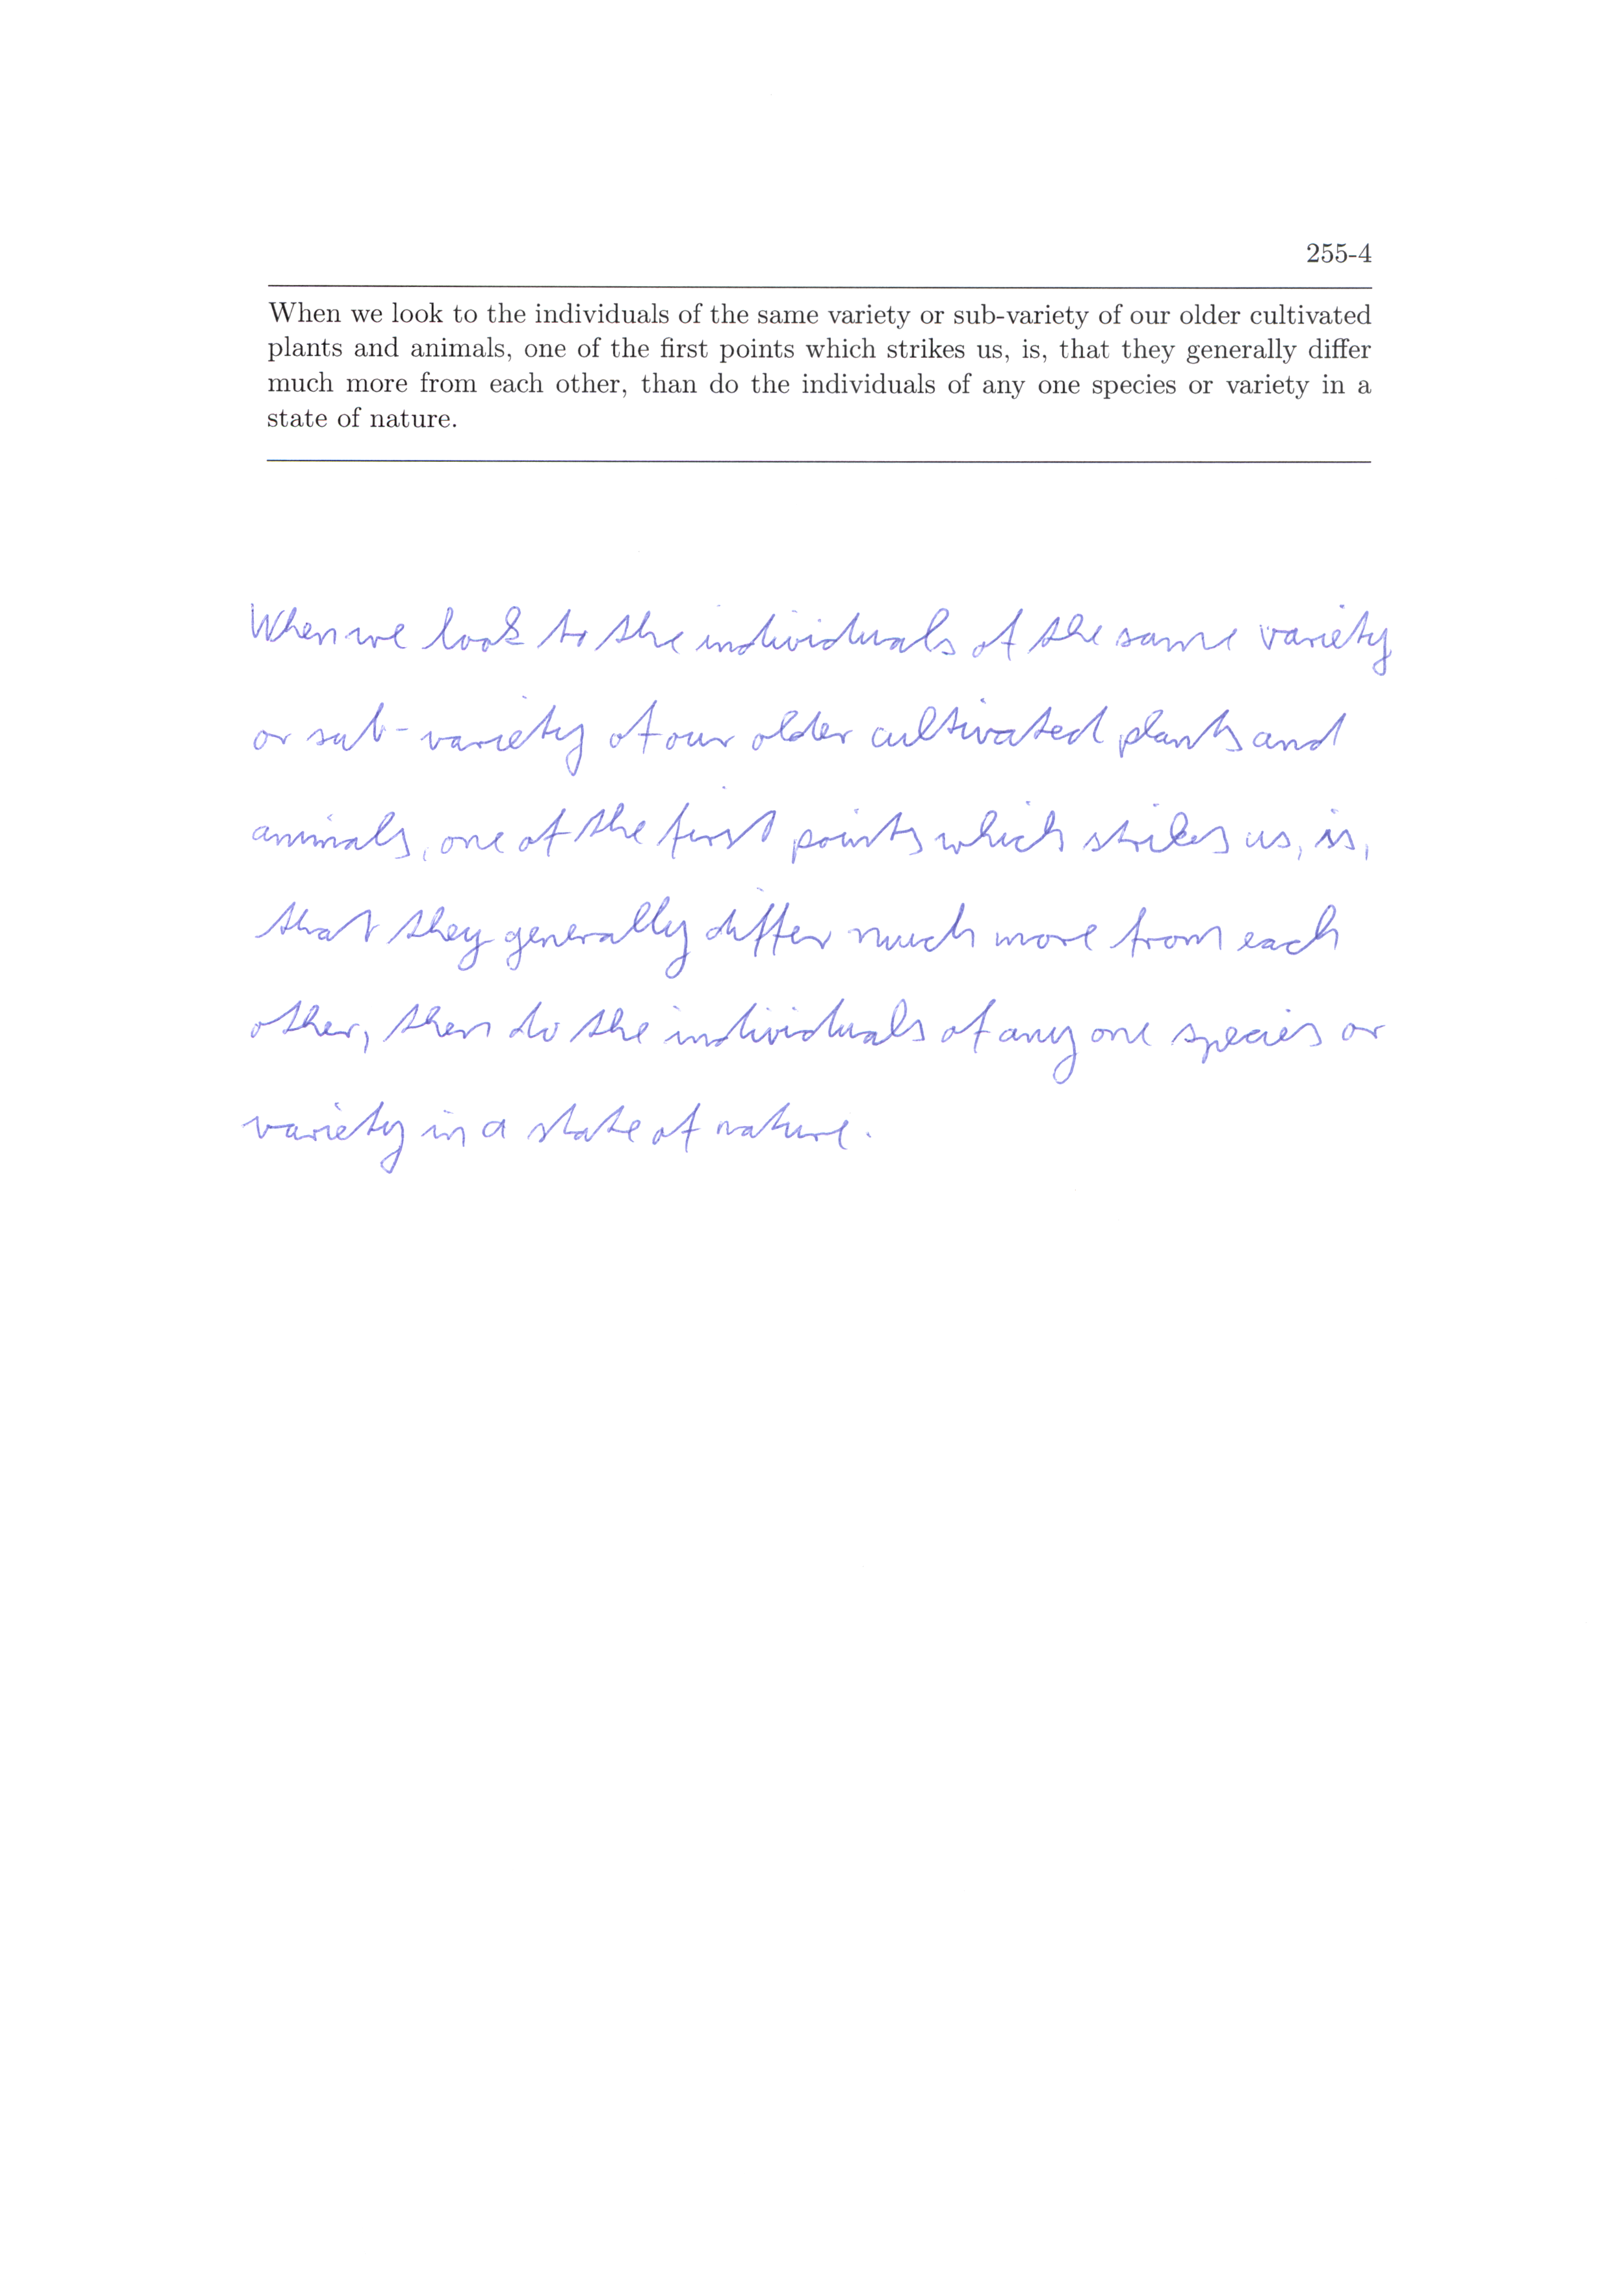 255-4
When we look to the individuals of the same variety or sub-variety of our older cultivated
plants and animals, one of the first points which strikes us, is, that they generally differ
much more from each other, than do the individuals of any one species or variety in a
state of nature.
When we look to the individuals of the same variety
or sub-variety of our older cultivated plants and
animals, one of the first points which strikes us, is,
that they generally differ much more from each
other, then do the individuals of any one species or
variety in a state of nature.